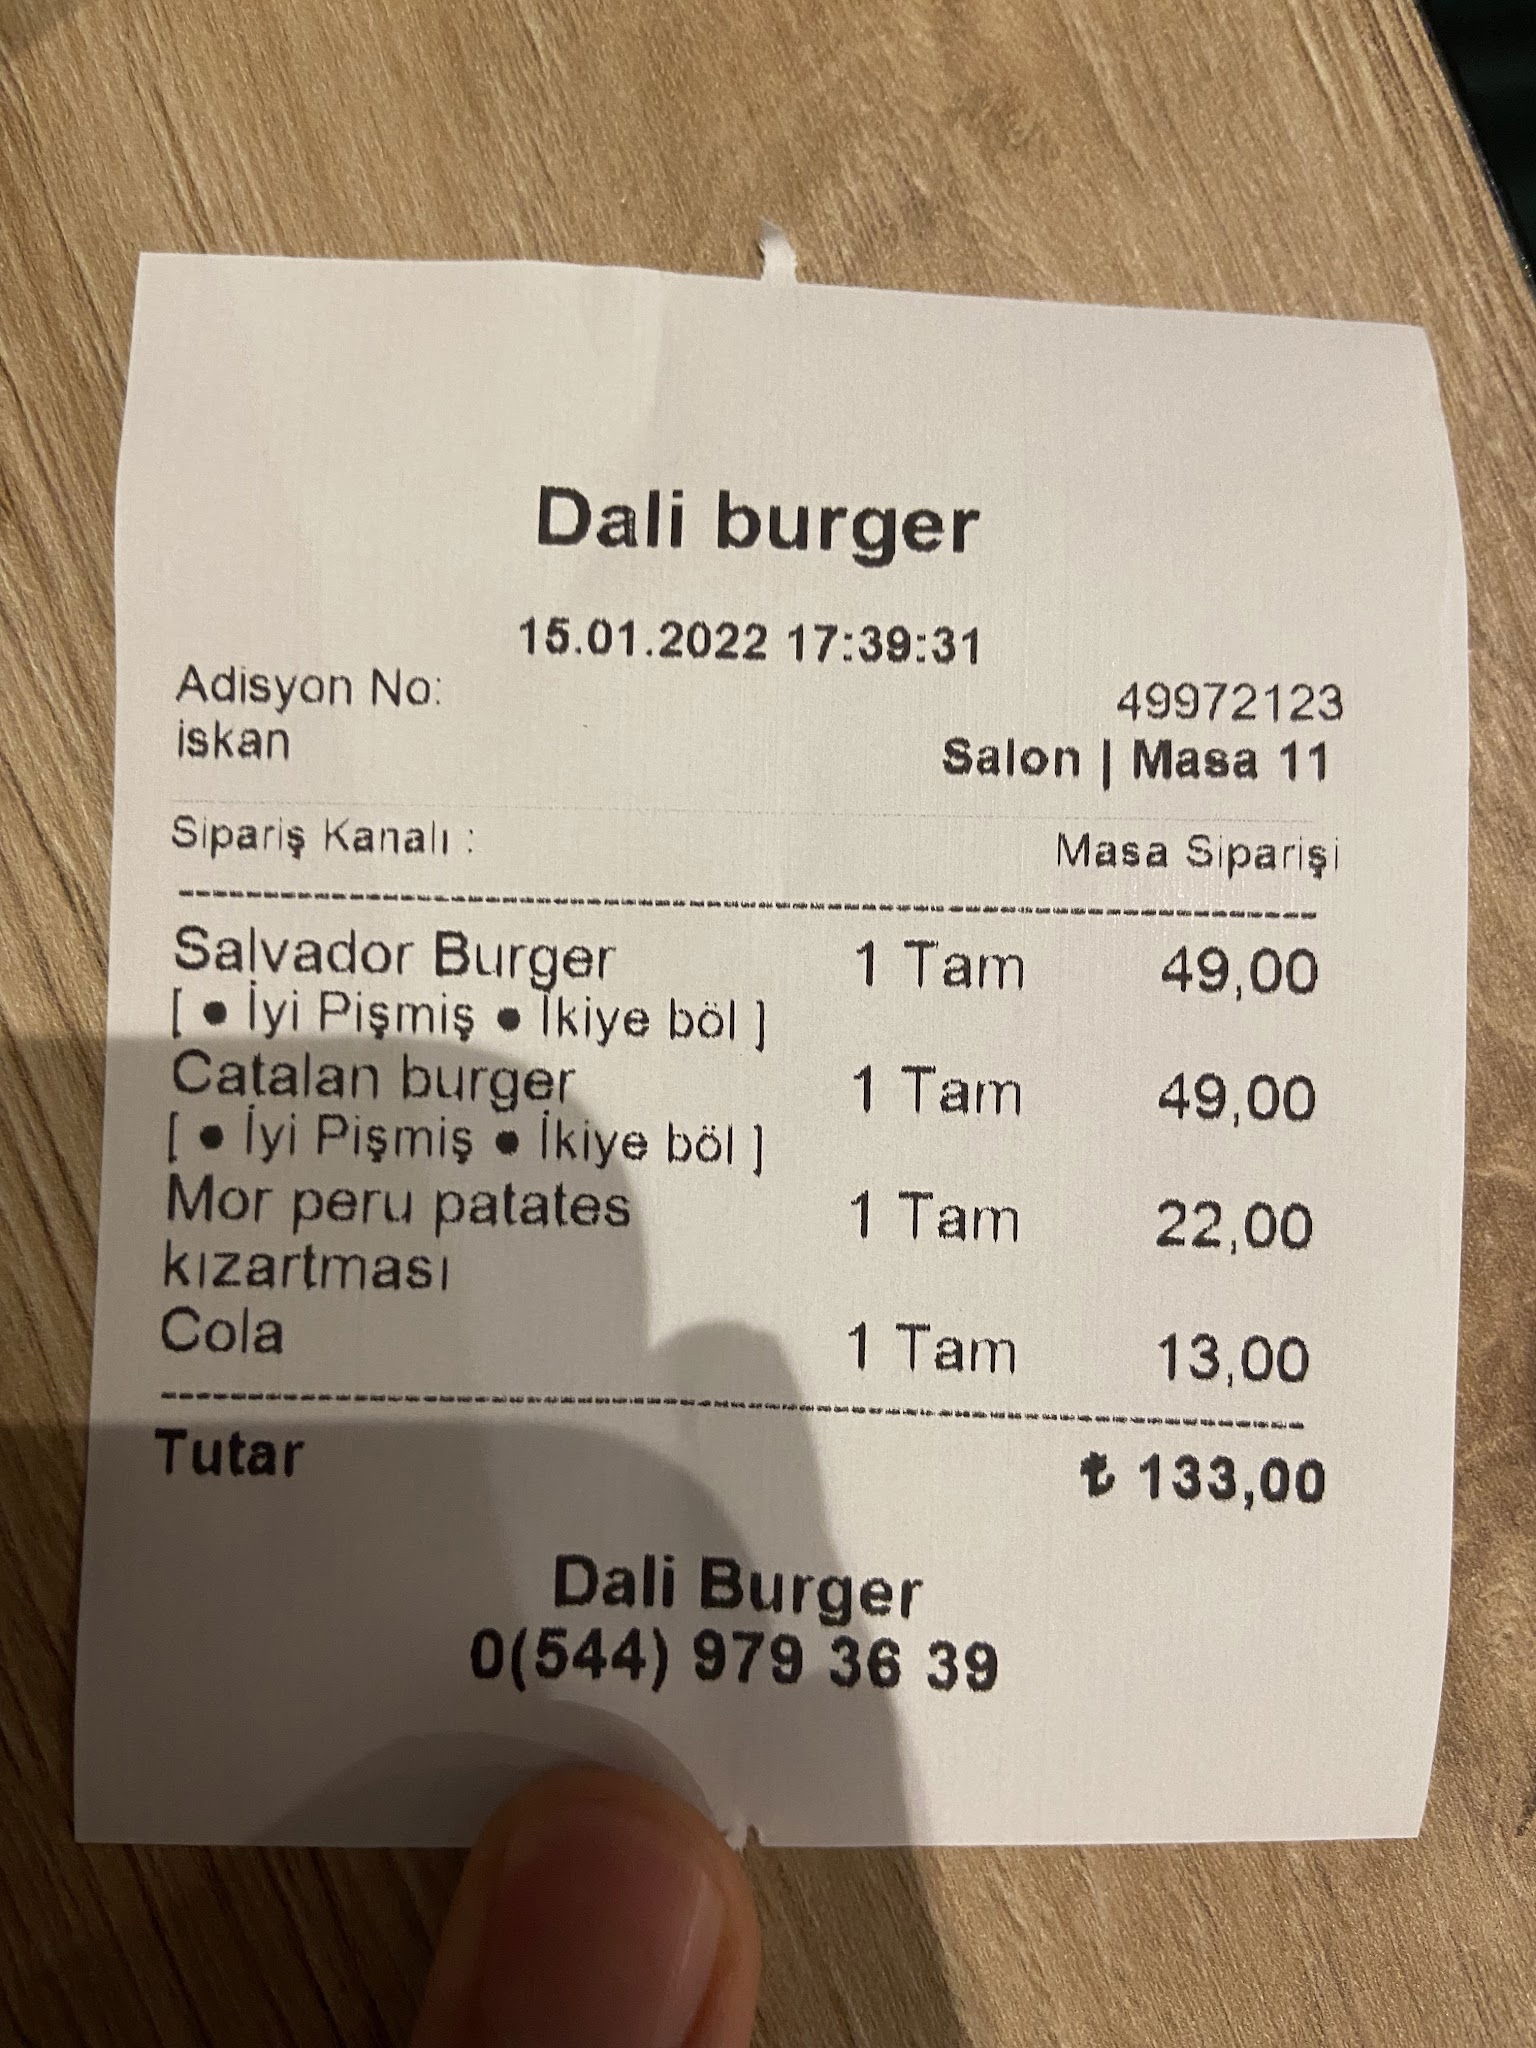 Dali burger
15.01.2022 17:39:31
Adisyon No: 49972123
iskan Salon | Masa 11
Sipariş Kanalı : Masa Siparişi
Salvador Burger 1 Tam 49,00
[ • İyi Pişmiş • İkiye böl ]
Catalan burger 1 Tam 49,00
[ • İyi Pişmiş • İkiye böl ]
Mor peru patates 1 Tam 22,00
kızartması
Cola 1 Tam 13,00
Tutar ₺ 133,00
Dali Burger
0(544) 979 36 39